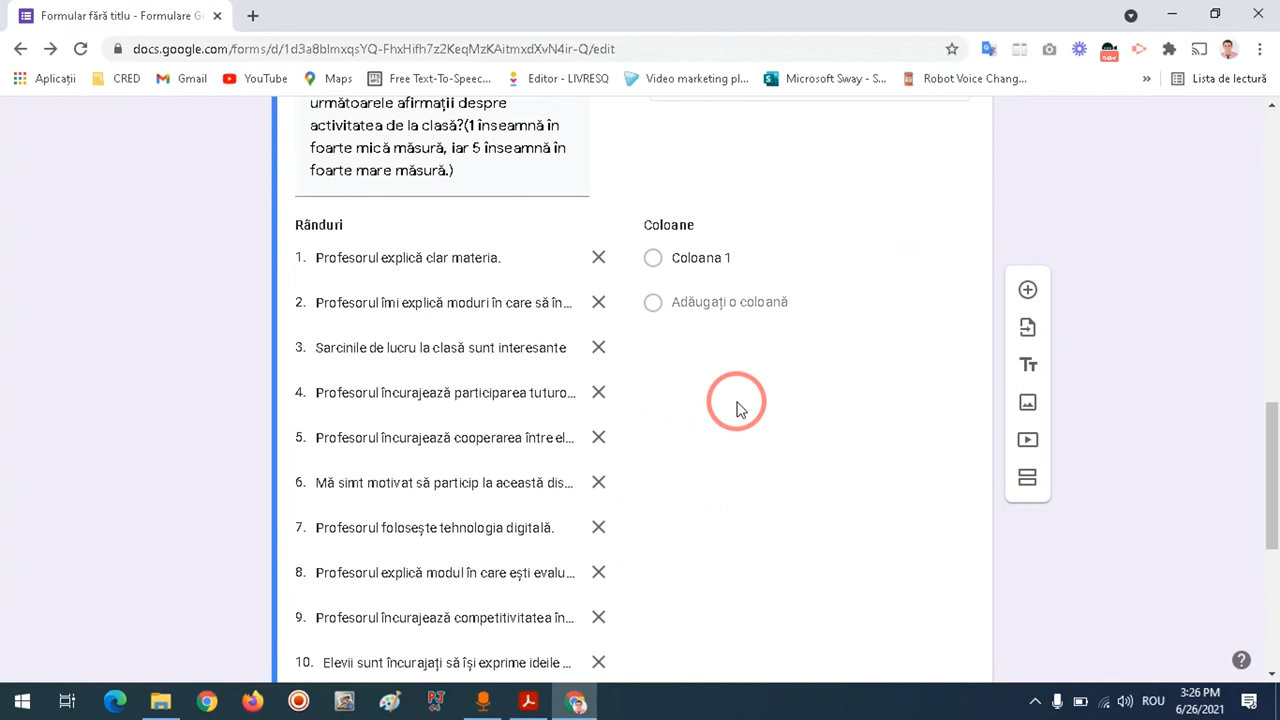 Formular fără titlu - Formulare G
docs.google.com/forms/d/1d3a8blmxqsYQ-FhxHifh7z2KeqMzKAitmxdXvN4ir-Q/edit
Aplicații
CRED
Gmail
YouTube
Maps
Free Text-To-Speec...
Editor - LIVRESQ
Video marketing pl...
Microsoft Sway - S...
Robot Voice Chang...
»
Lista de lectură
new
următoarele afirmații despre
activitatea de la clasă?(1 înseamnă în
foarte mică măsură, iar 5 înseamnă în
foarte mare măsură.)
Rânduri
1. Profesorul explică clar materia.
2. Profesorul îmi explică moduri în care să în...
3. Sarcinile de lucru la clasă sunt interesante
4. Profesorul încurajează participarea tuturo...
5. Profesorul încurajează cooperarea între el...
6. Mă simt motivat să particip la această dis...
7. Profesorul folosește tehnologia digitală.
8. Profesorul explică modul în care ești evalu...
9. Profesorul încurajează competitivitatea în...
10. Elevii sunt încurajați să își exprime ideile ...
Coloane
Coloana 1
Adăugați o coloană
ROU
3:26 PM
6/26/2021